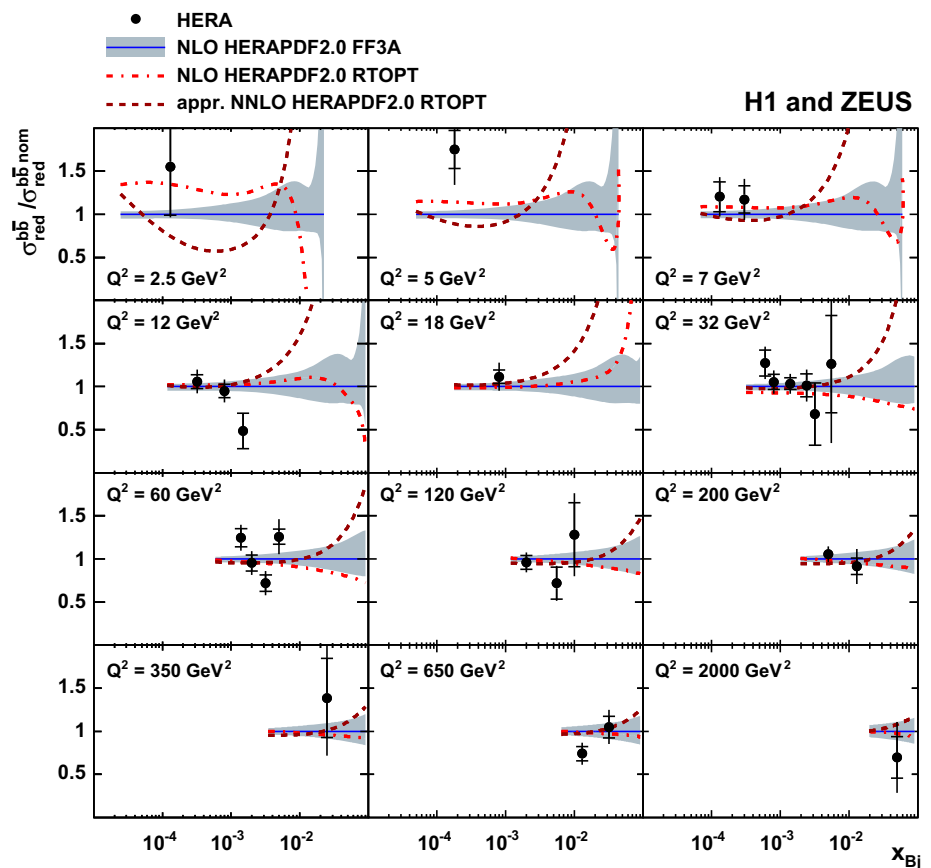 HERA
NLO HERAPDF2.0 FF3A
NLO HERAPDF2.0 RTOPT
appr. NNLO HERAPDF2.0 RTOPT
H1 and ZEUS
σ_red^{bb̄} / σ_red^{bb̄ nom}
1.5
1
0.5
Q² = 2.5 GeV²
Q² = 5 GeV²
Q² = 7 GeV²
Q² = 12 GeV²
Q² = 18 GeV²
Q² = 32 GeV²
1.5
1
0.5
Q² = 60 GeV²
Q² = 120 GeV²
Q² = 200 GeV²
1.5
1
0.5
Q² = 350 GeV²
Q² = 650 GeV²
Q² = 2000 GeV²
1.5
1
0.5
10⁻⁴ 10⁻³ 10⁻² 10⁻⁴ 10⁻³ 10⁻² 10⁻⁴ 10⁻³ 10⁻²
x_Bj